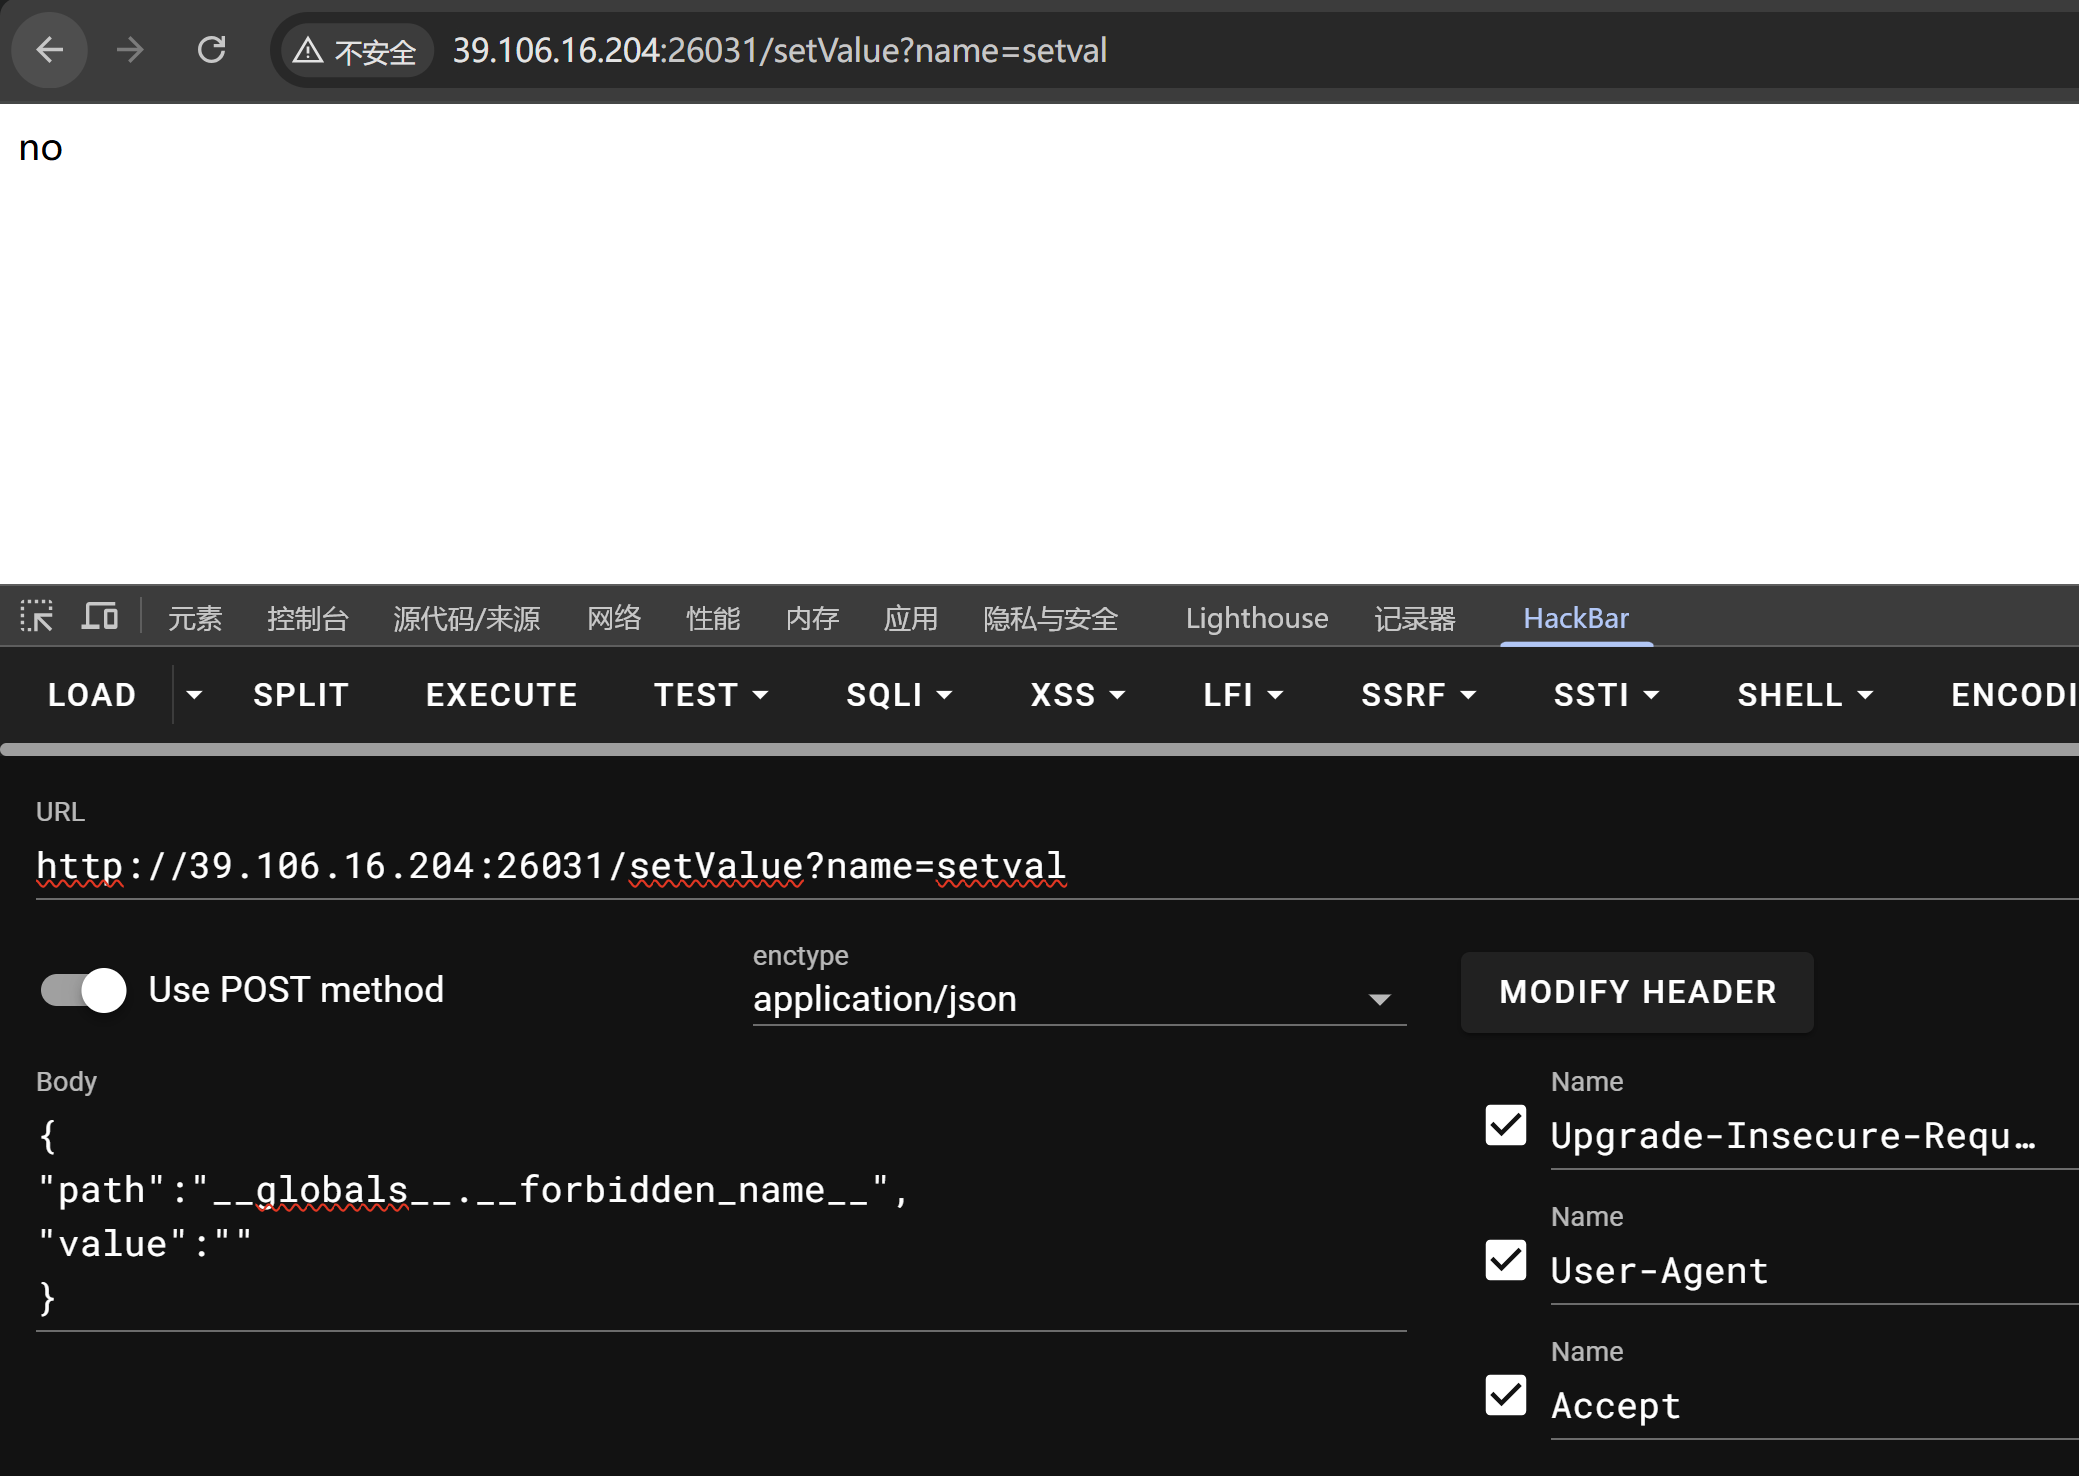 不安全 39.106.16.204:26031/setValue?name=setval
no
元素 控制台 源代码/来源 网络 性能 内存 应用 隐私与安全 Lighthouse 记录器 HackBar
LOAD SPLIT EXECUTE TEST SQLI XSS LFI SSRF SSTI SHELL ENCODI
URL
http://39.106.16.204:26031/setValue?name=setval
Use POST method
enctype
application/json
MODIFY HEADER
Body
{
"path":"__globals__.__forbidden_name__",
"value":""
}
Name
Upgrade-Insecure-Requ…
Name
User-Agent
Name
Accept